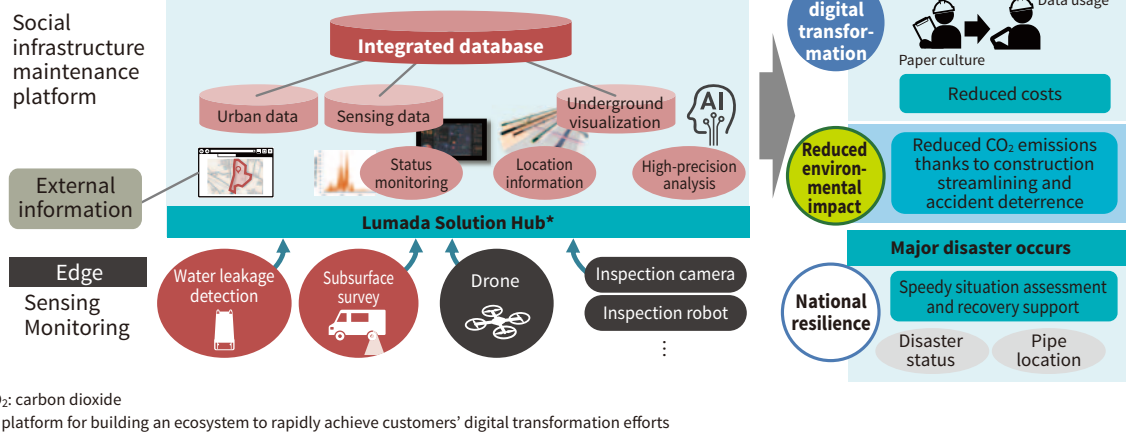 Social
infrastructure
maintenance
platform
Integrated database
Urban data
Sensing data
Underground
visualization
AI
Status
monitoring
Location
information
High-precision
analysis
External
information
Lumada Solution Hub*
Edge
Sensing
Monitoring
Water leakage
detection
Subsurface
survey
Drone
Inspection camera
Inspection robot
⋮
digital
transfor-
mation
Data usage
Paper culture
Reduced costs
Reduced
environ-
mental
impact
Reduced CO₂ emissions
thanks to construction
streamlining and
accident deterrence
Major disaster occurs
National
resilience
Speedy situation assessment
and recovery support
Disaster
status
Pipe
location
O₂: carbon dioxide
platform for building an ecosystem to rapidly achieve customers’ digital transformation efforts